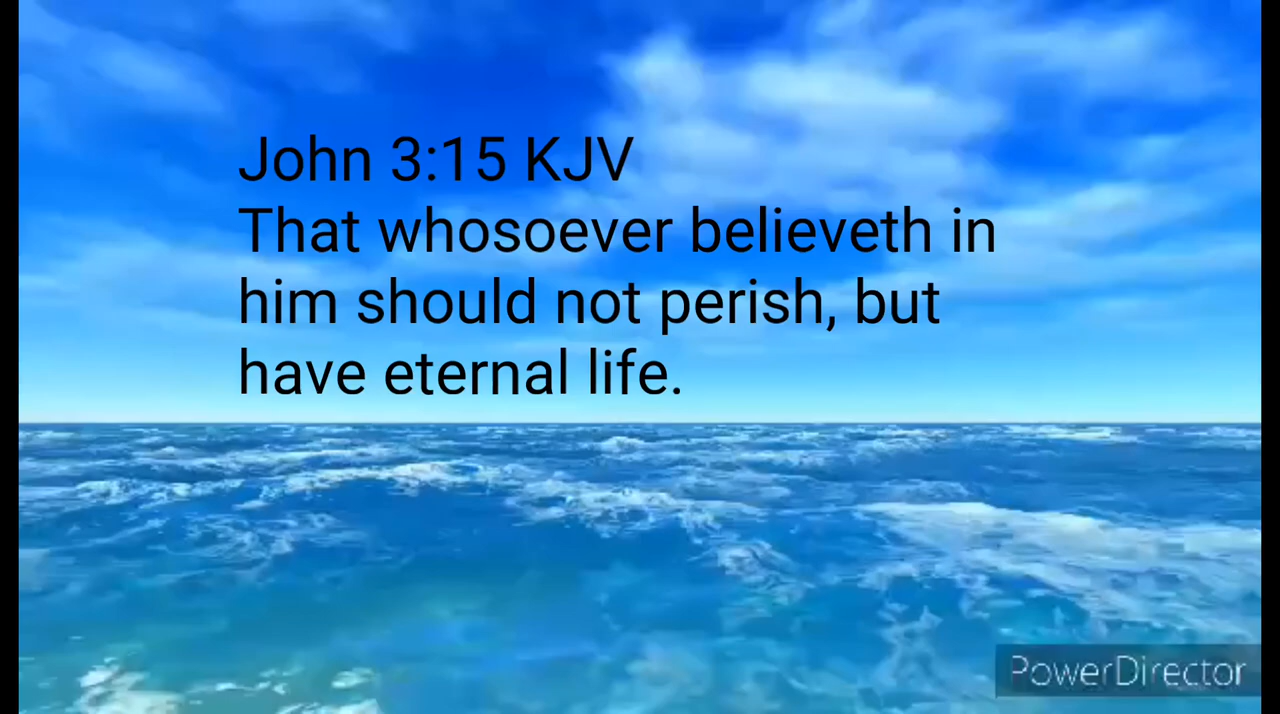 John 3:15 KJV
That whosoever believeth in
him should not perish, but
have eternal life.
PowerDirector